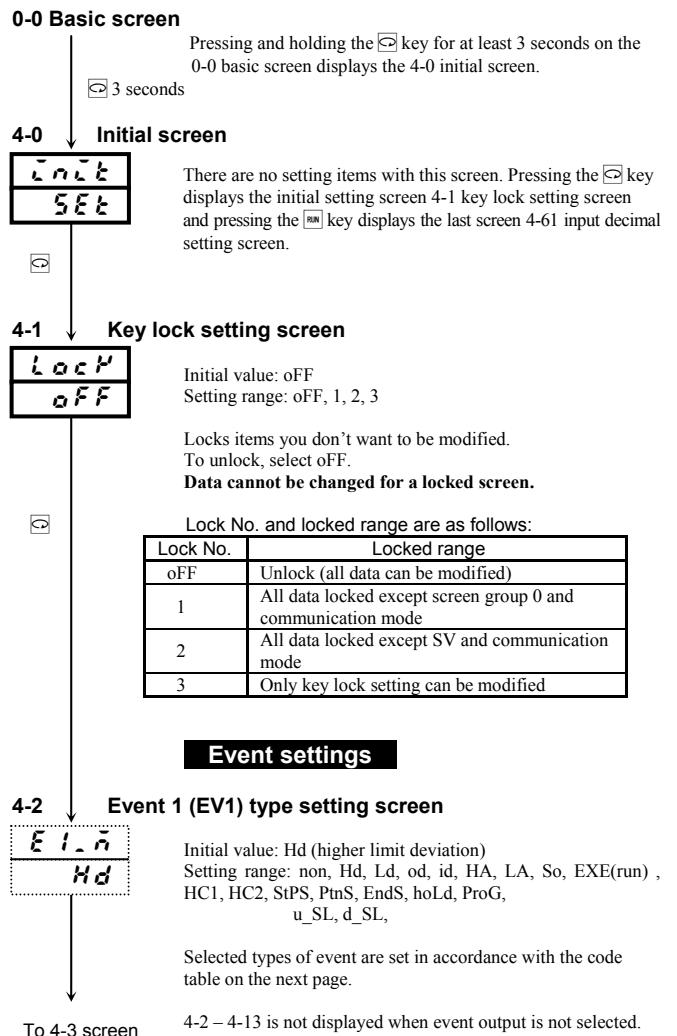 0-0 Basic screen
Pressing and holding the key for at least 3 seconds on the
0-0 basic screen displays the 4-0 initial screen.
3 seconds
4-0 Initial screen
init
SEt
There are no setting items with this screen. Pressing the key
displays the initial setting screen 4-1 key lock setting screen
and pressing the RUN key displays the last screen 4-61 input decimal
setting screen.
4-1 Key lock setting screen
LocK
oFF
Initial value: oFF
Setting range: oFF, 1, 2, 3
Locks items you don’t want to be modified.
To unlock, select oFF.
Data cannot be changed for a locked screen.
Lock No. and locked range are as follows:
Lock No. Locked range
oFF Unlock (all data can be modified)
1 All data locked except screen group 0 and
communication mode
2 All data locked except SV and communication
mode
3 Only key lock setting can be modified
Event settings
4-2 Event 1 (EV1) type setting screen
E1_m
Hd
Initial value: Hd (higher limit deviation)
Setting range: non, Hd, Ld, od, id, HA, LA, So, EXE(run) ,
HC1, HC2, StPS, PtnS, EndS, hoLd, ProG,
u_SL, d_SL,
Selected types of event are set in accordance with the code
table on the next page.
4-2 – 4-13 is not displayed when event output is not selected.
To 4-3 screen